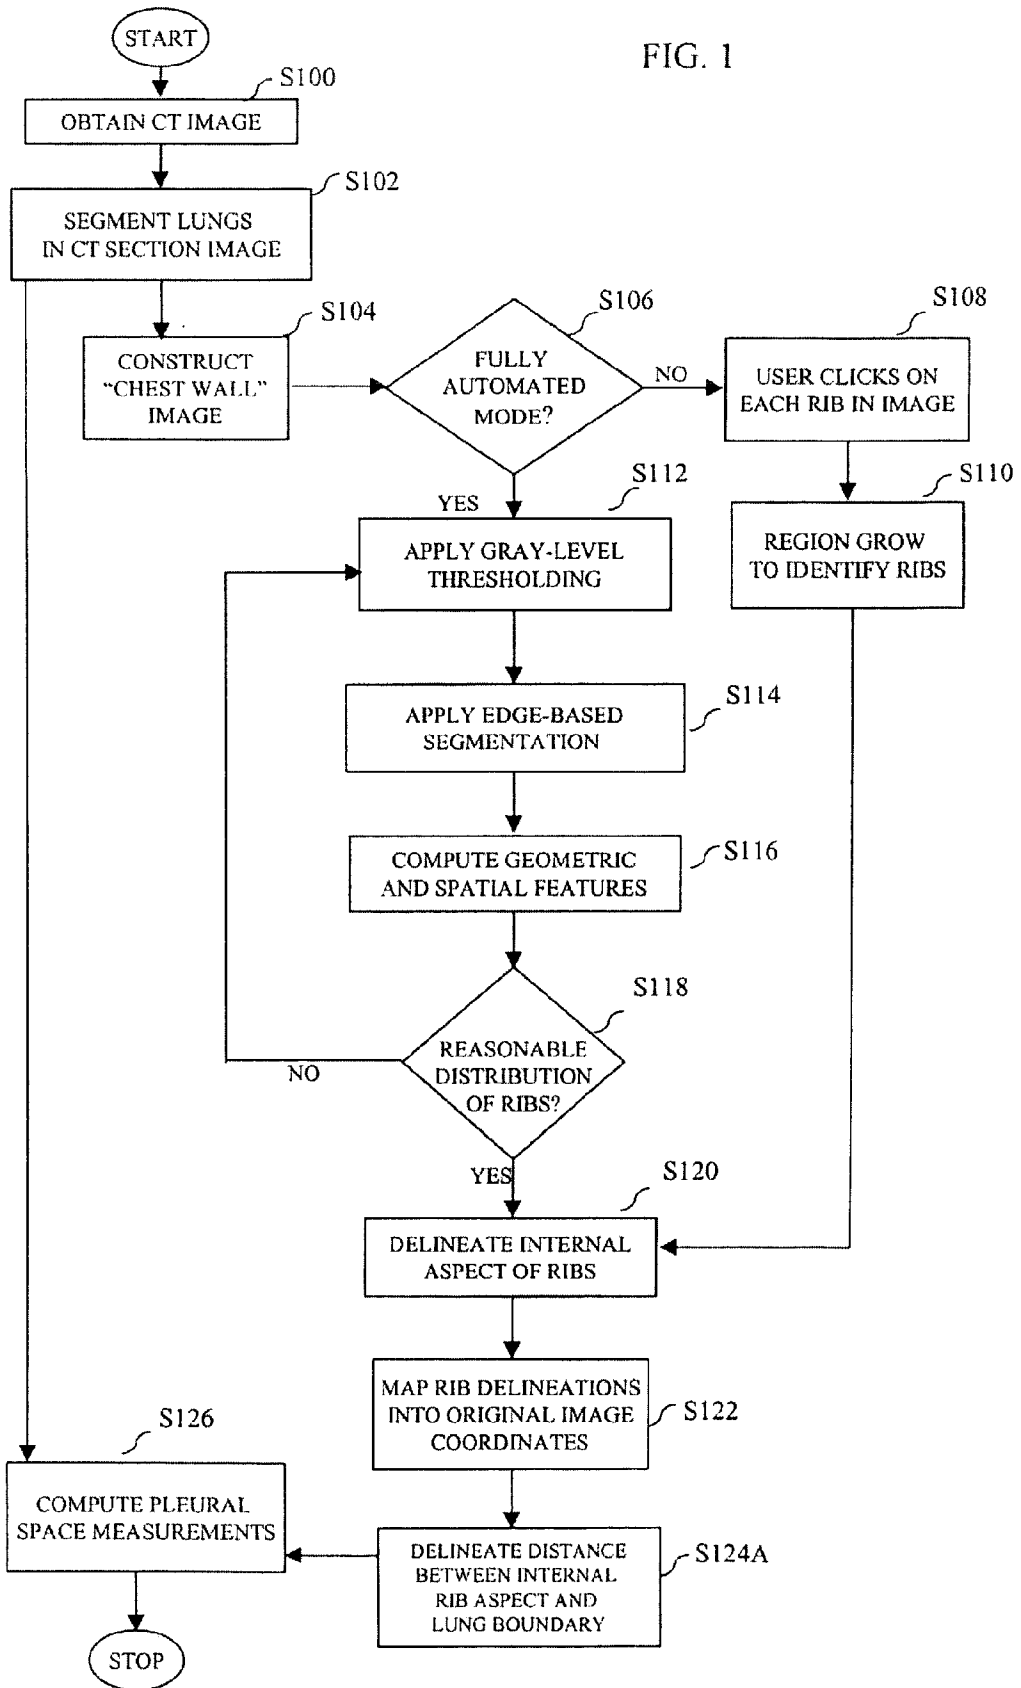 START
FIG. 1
S100
OBTAIN CT IMAGE
S102
SEGMENT LUNGS
IN CT SECTION IMAGE
S104
CONSTRUCT
“CHEST WALL”
IMAGE
S106
FULLY
AUTOMATED
MODE?
NO
S108
USER CLICKS ON
EACH RIB IN IMAGE
S110
REGION GROW
TO IDENTIFY RIBS
YES
S112
APPLY GRAY-LEVEL
THRESHOLDING
S114
APPLY EDGE-BASED
SEGMENTATION
S116
COMPUTE GEOMETRIC
AND SPATIAL FEATURES
S118
REASONABLE
DISTRIBUTION
OF RIBS?
NO
YES
S120
DELINEATE INTERNAL
ASPECT OF RIBS
S122
MAP RIB DELINEATIONS
INTO ORIGINAL IMAGE
COORDINATES
S124A
DELINEATE DISTANCE
BETWEEN INTERNAL
RIB ASPECT AND
LUNG BOUNDARY
S126
COMPUTE PLEURAL
SPACE MEASUREMENTS
STOP